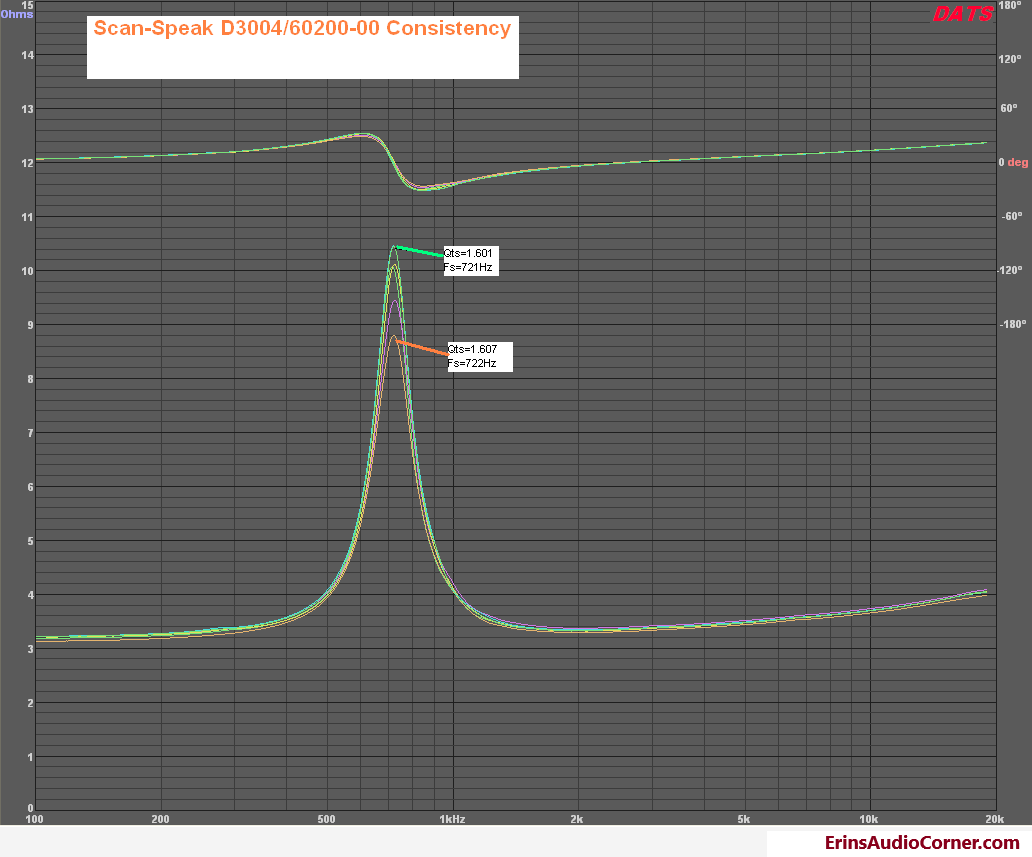 15
Ohms
Scan-Speak D3004/60200-00 Consistency
DATS
180°
14
120°
13
60°
12
0 deg
11
-60°
Qts=1.601
Fs=721Hz
10
-120°
9
-180°
Qts=1.607
Fs=722Hz
8
7
6
5
4
3
2
1
0
100 200 500 1kHz 2k 5k 10k 20k
ErinsAudioCorner.com